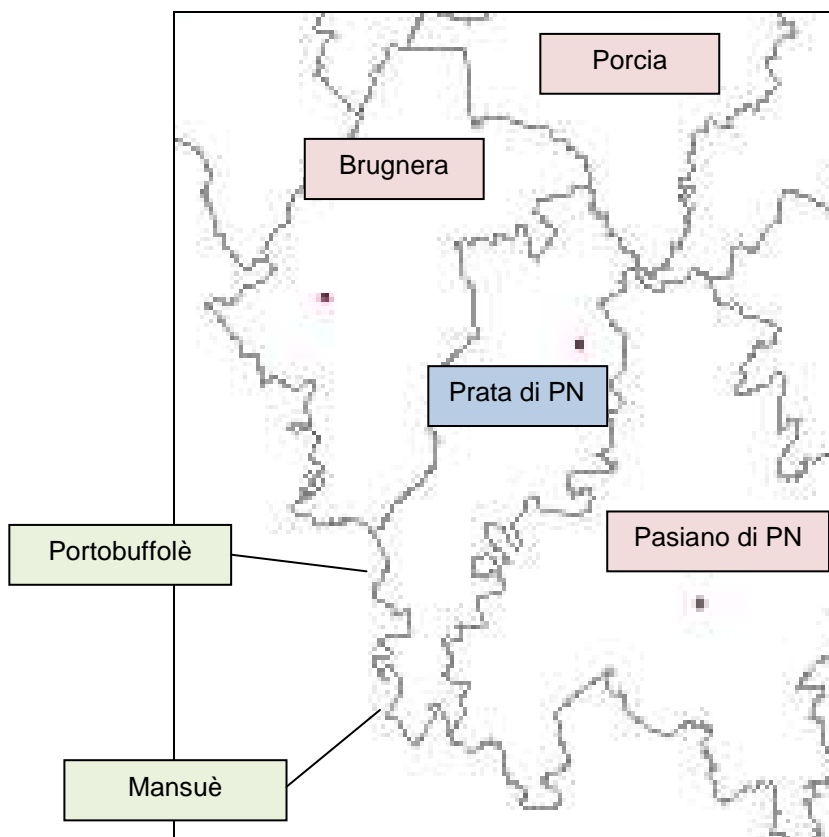 Porcia
Brugnera
Prata di PN
Pasiano di PN
Portobuffolè
Mansuè